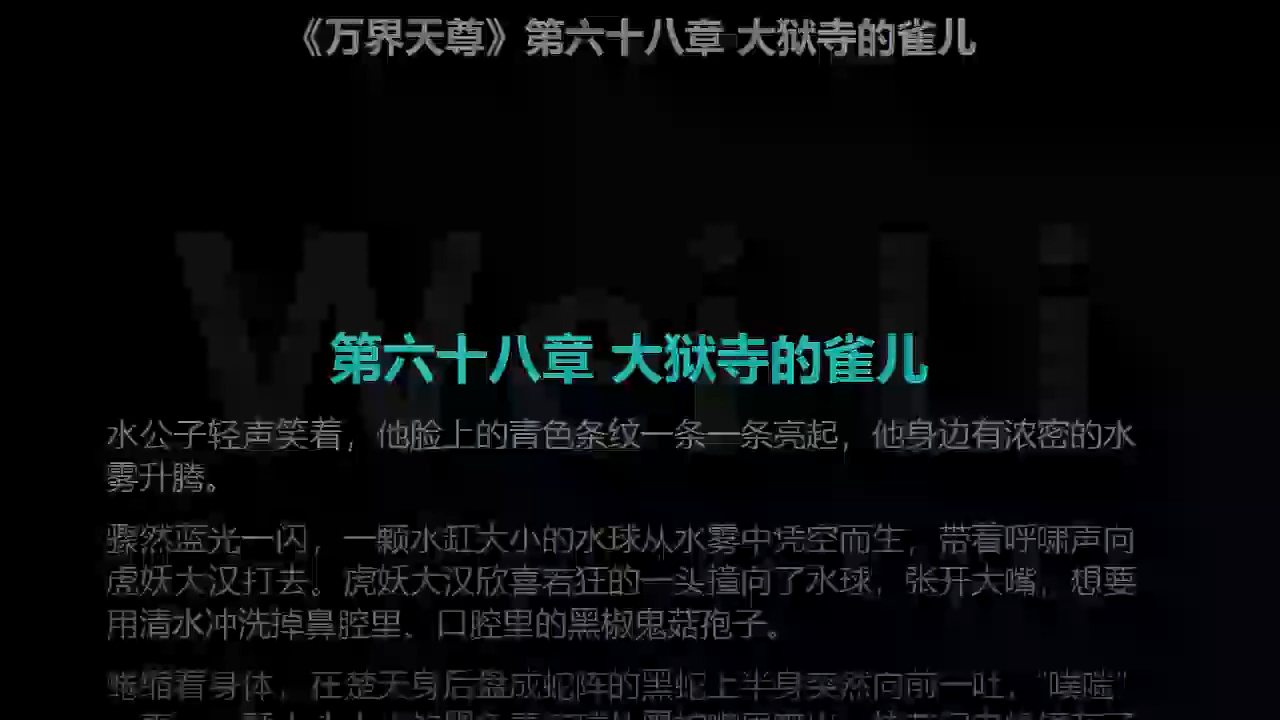 《万界天尊》第六十八章 大狱寺的雀儿
Wei Li
第六十八章 大狱寺的雀儿
水公子轻声笑着，他脸上的青色条纹一条一条亮起，他身边有浓密的水
雾升腾。
骤然蓝光一闪，一颗水缸大小的水球从水雾中凭空而生，带着呼啸声向
虎妖大汉打去。虎妖大汉欣喜若狂的一头撞向了水球，张开大嘴，想要
用清水冲洗掉鼻腔里、口腔里的黑椒鬼菇孢子。
蜷缩着身体，在楚天身后盘成蛇阵的黑蛇上半身突然向前一吐，“噗嗤”